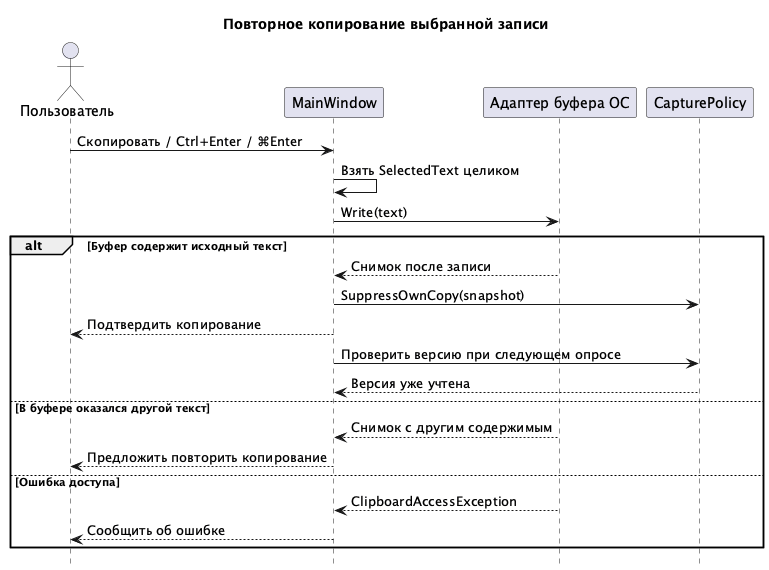 Повторное копирование выбранной записи
Пользователь
MainWindow
Адаптер буфера ОС
CapturePolicy
Скопировать / Ctrl+Enter / ⌘Enter
Взять SelectedText целиком
Write(text)
alt
[Буфер содержит исходный текст]
Снимок после записи
SuppressOwnCopy(snapshot)
Подтвердить копирование
Проверить версию при следующем опросе
Версия уже учтена
[В буфере оказался другой текст]
Снимок с другим содержимым
Предложить повторить копирование
[Ошибка доступа]
ClipboardAccessException
Сообщить об ошибке